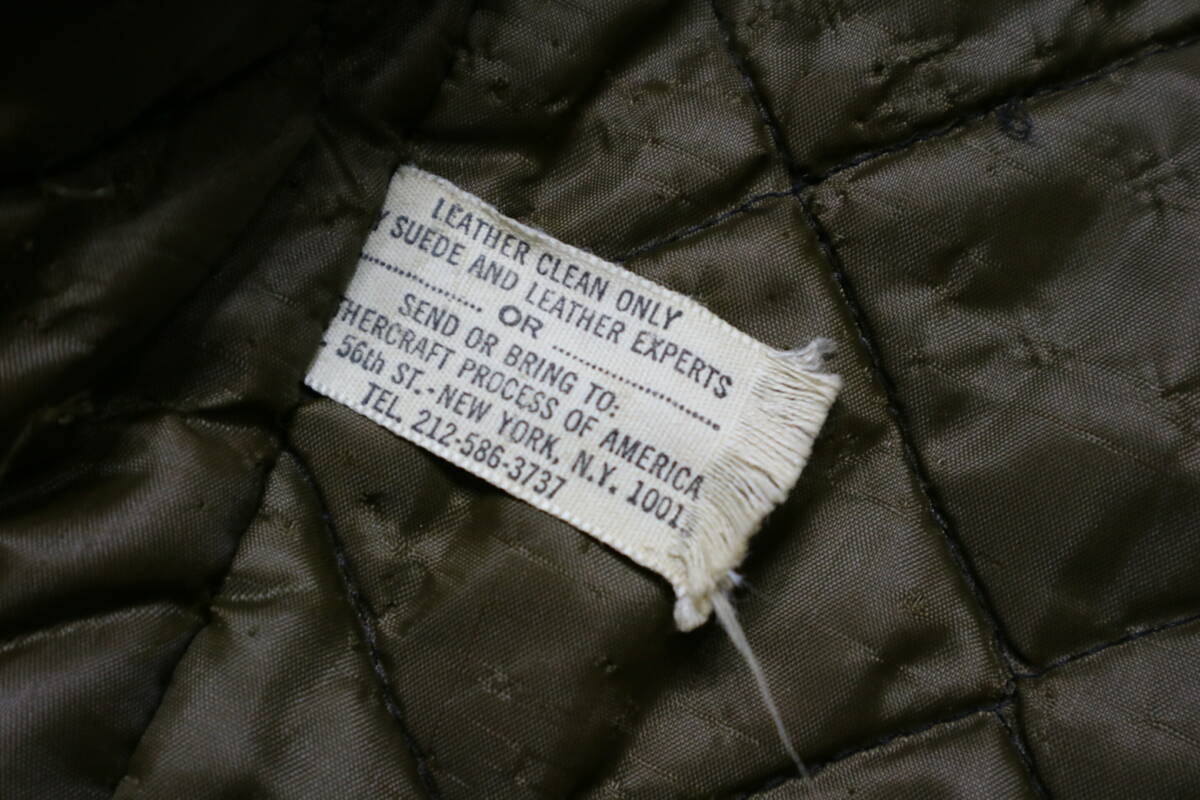 LEATHER CLEAN ONLY
Y SUEDE AND LEATHER EXPERTS
OR
SEND OR BRING TO:
THERCRAFT PROCESS OF AMERICA
56th ST.-NEW YORK, N.Y. 1001
TEL. 212-586-3737